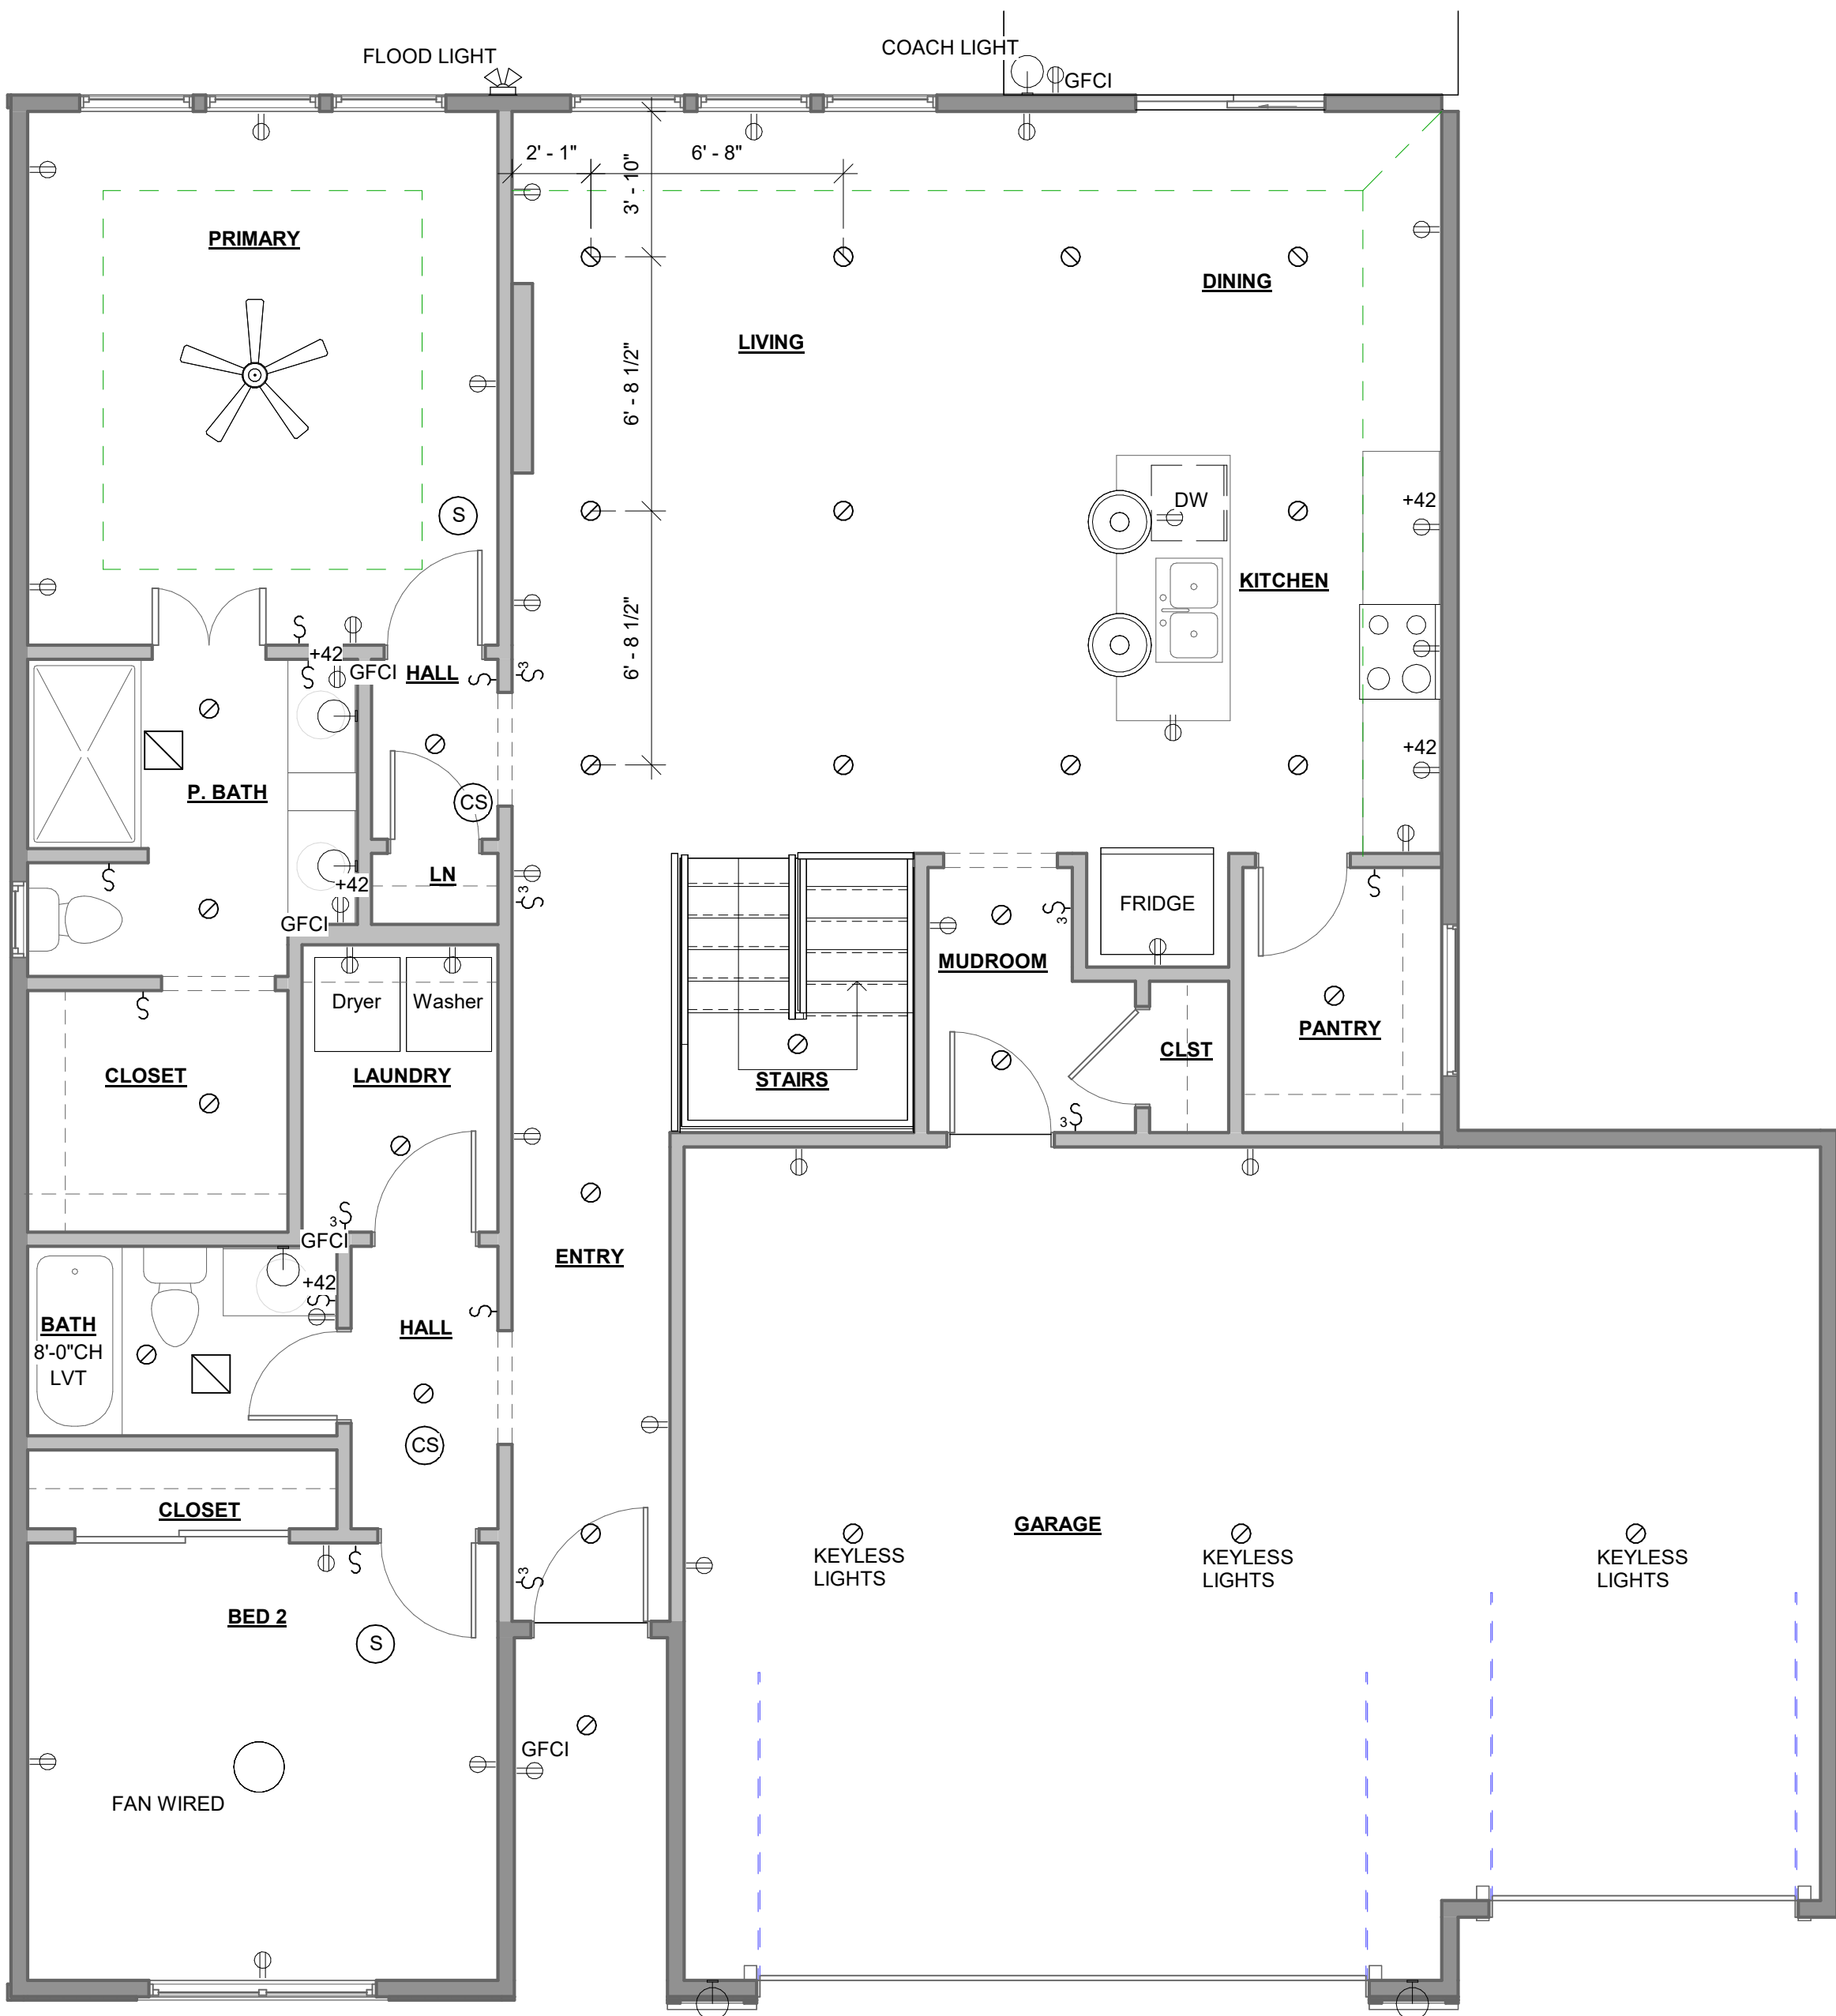 FLOOD LIGHT
COACH LIGHT
GFCI
2' - 1"
6' - 8"
3' - 10"
PRIMARY
DINING
LIVING
6' - 8 1/2"
S
DW
+42
KITCHEN
6' - 8 1/2"
+42
GFCI
HALL
S
S
S
3
S
+42
P. BATH
CS
LN
+42
GFCI
S
3
S
3
S
FRIDGE
S
MUDROOM
Dryer
Washer
S
PANTRY
CLST
CLOSET
LAUNDRY
STAIRS
3
S
3
S
GFCI
ENTRY
+42
S
S
BATH
8'-0"CH
LVT
HALL
CS
CLOSET
GARAGE
KEYLESS
LIGHTS
KEYLESS
LIGHTS
KEYLESS
LIGHTS
S
3
S
BED 2
S
GFCI
FAN WIRED